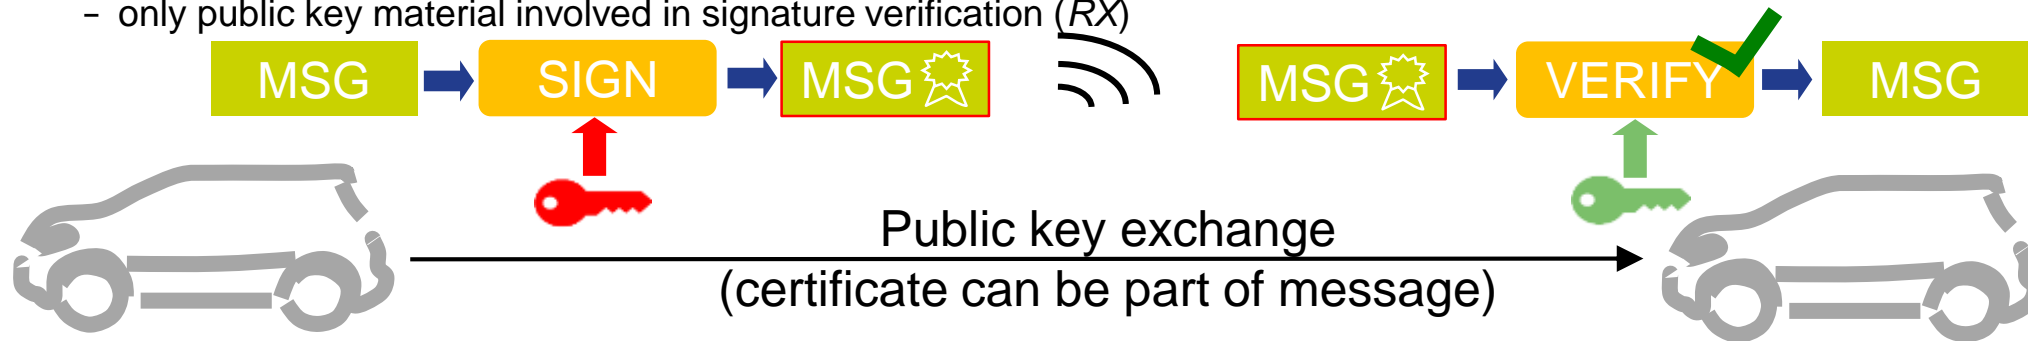 - only public key material involved in signature verification (RX)
MSG SIGN MSG MSG VERIFY MSG
Public key exchange
(certificate can be part of message)